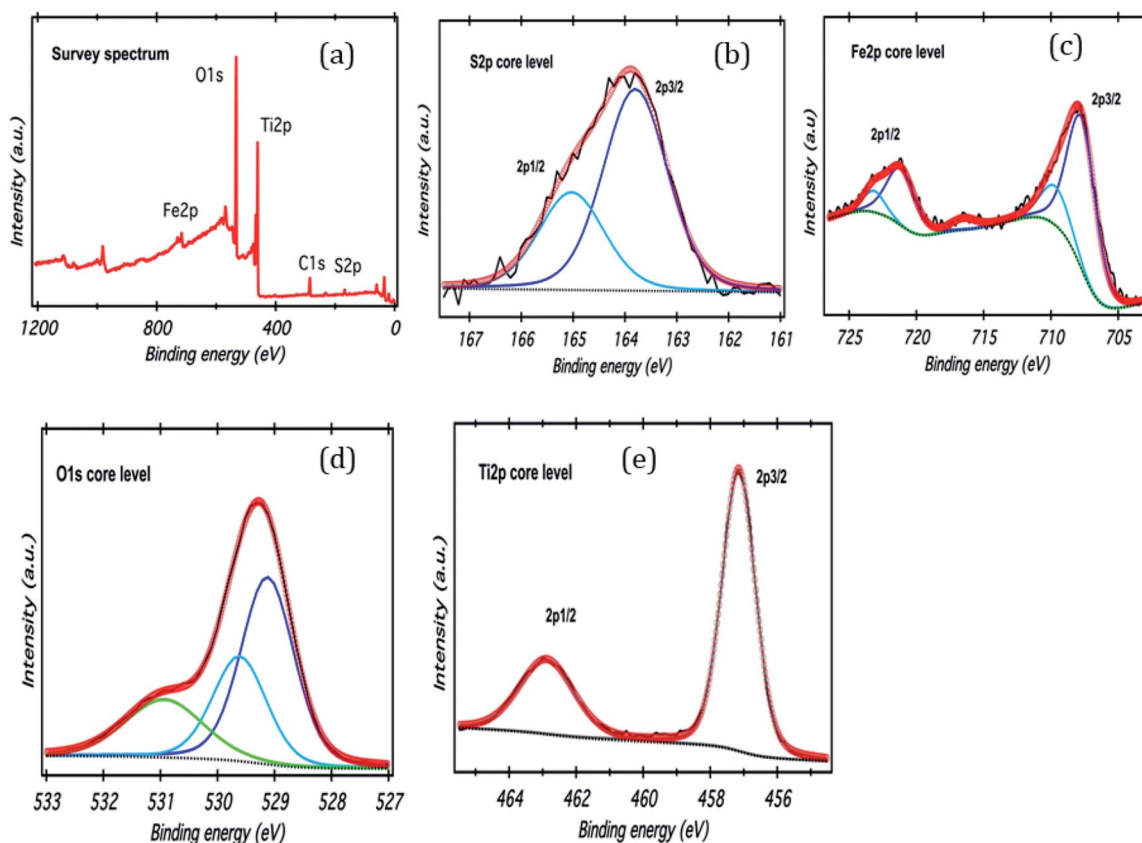 Survey spectrum
(a)
O1s
Ti2p
Fe2p
C1s S2p
Intensity (a.u.)
1200 800 400 0
Binding energy (eV)
(b)
S2p core level
2p3/2
2p1/2
Intensity (a.u.)
167 166 165 164 163 162 161
Binding energy (eV)
(c)
Fe2p core level
2p3/2
2p1/2
Intensity (a.u)
725 720 715 710 705
Binding energy (eV)
(d)
O1s core level
Intensity (a.u.)
533 532 531 530 529 528 527
Binding energy (eV)
(e)
Ti2p core level
2p3/2
2p1/2
Intensity (a.u.)
464 462 460 458 456
Binding energy (eV)